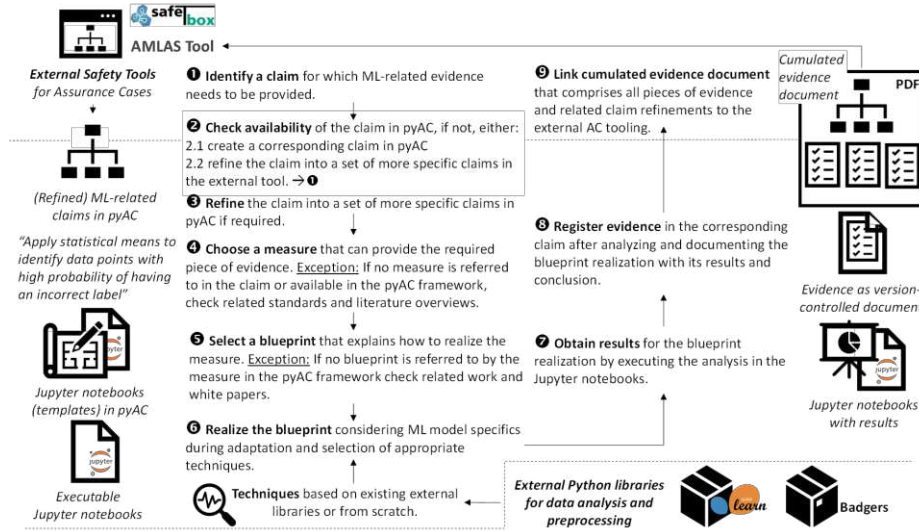 safe
box
AMLAS Tool
External Safety Tools
for Assurance Cases
(Refined) ML-related
claims in pyAC
“Apply statistical means to
identify data points with
high probability of having
an incorrect label”
jupyter
Jupyter notebooks
(templates) in pyAC
jupyter
Executable
Jupyter notebooks
❶ Identify a claim for which ML-related evidence
needs to be provided.
❷ Check availability of the claim in pyAC, if not, either:
2.1 create a corresponding claim in pyAC
2.2 refine the claim into a set of more specific claims in
the external tool. → ❶
❸ Refine the claim into a set of more specific claims in
pyAC if required.
❹ Choose a measure that can provide the required
piece of evidence. Exception: If no measure is referred
to in the claim or available in the pyAC framework,
check related standards and literature overviews.
❺ Select a blueprint that explains how to realize the
measure. Exception: If no blueprint is referred to by the
measure in the pyAC framework check related work and
white papers.
❻ Realize the blueprint considering ML model specifics
during adaptation and selection of appropriate
techniques.
Techniques based on existing external
libraries or from scratch.
❾ Link cumulated evidence document
that comprises all pieces of evidence
and related claim refinements to the
external AC tooling.
❽ Register evidence in the corresponding
claim after analyzing and documenting the
blueprint realization with its results and
conclusion.
❼ Obtain results for the blueprint
realization by executing the analysis in the
Jupyter notebooks.
External Python libraries
for data analysis and
preprocessing
learn
Badgers
Cumulated
evidence
document
PDF
Evidence as version-
controlled document
jupyter
Jupyter notebooks
with results